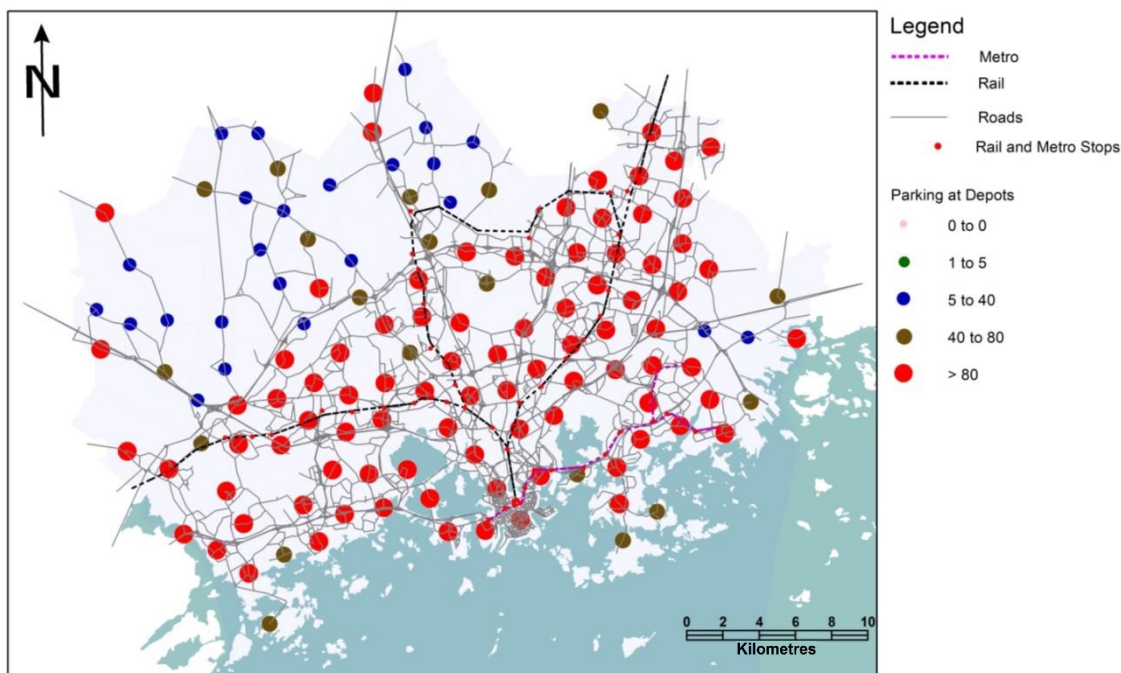 N
Legend
Metro
Rail
Roads
Rail and Metro Stops
Parking at Depots
0 to 0
1 to 5
5 to 40
40 to 80
> 80
0 2 4 6 8 10
Kilometres